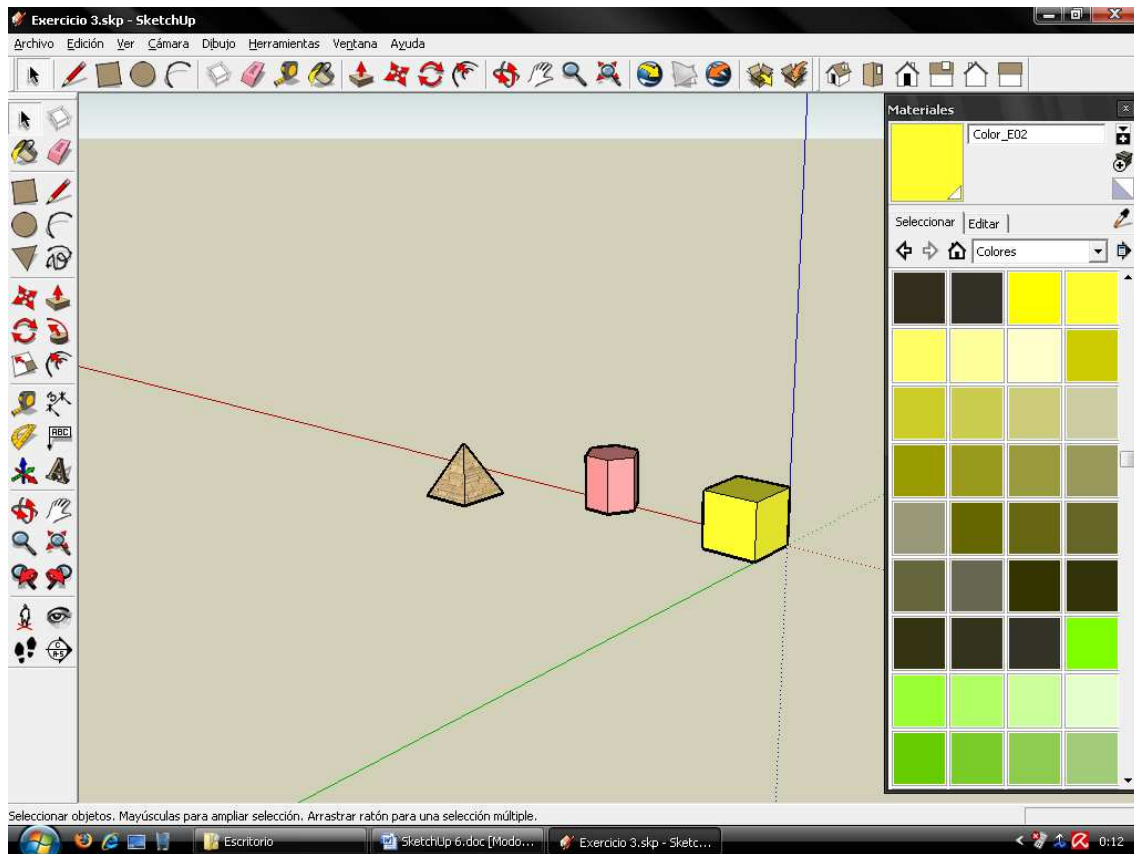 Exercicio 3.skp - SketchUp
Archivo Edición Ver Cámara Dibujo Herramientas Ventana Ayuda
Materiales
Color_E02
Seleccionar Editar
Colores
ABC
A
C
A-5
Seleccionar objetos. Mayúsculas para ampliar selección. Arrastrar ratón para una selección múltiple.
Escritorio
SketchUp 6.doc [Modo...
Exercicio 3.skp - Sketc...
0:12